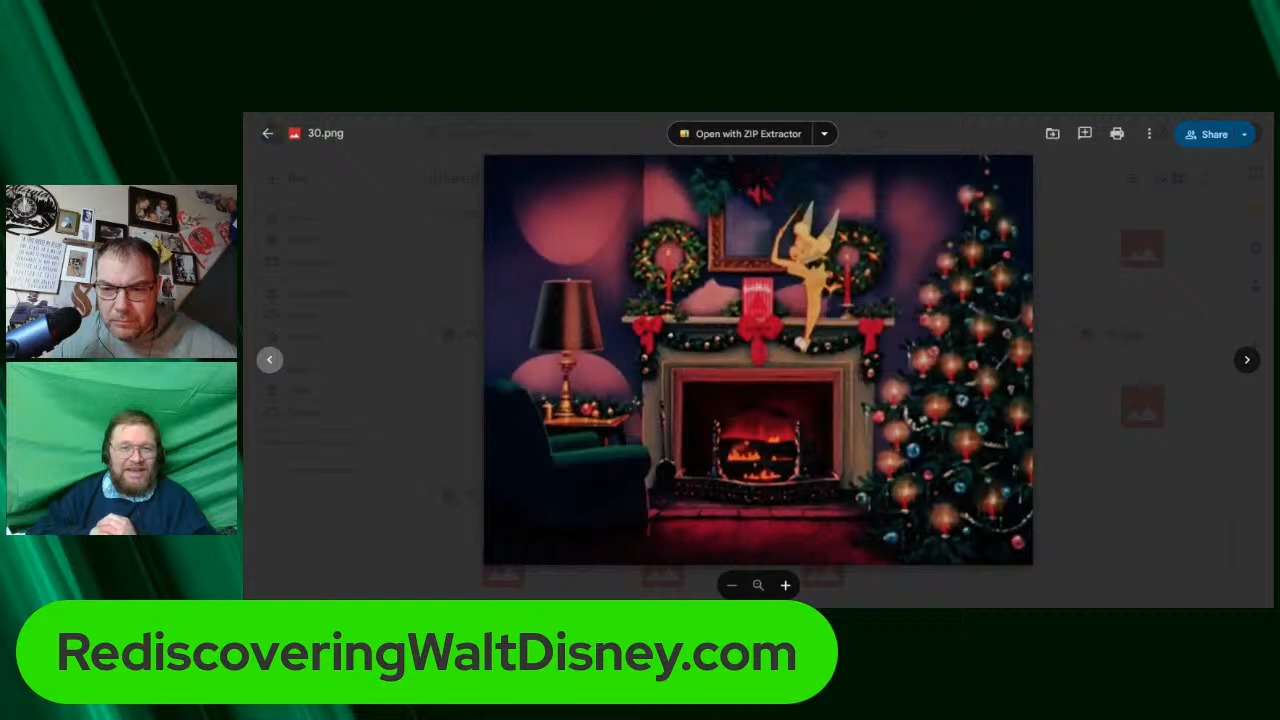 30.png
Open with ZIP Extractor
Share
RediscoveringWaltDisney.com